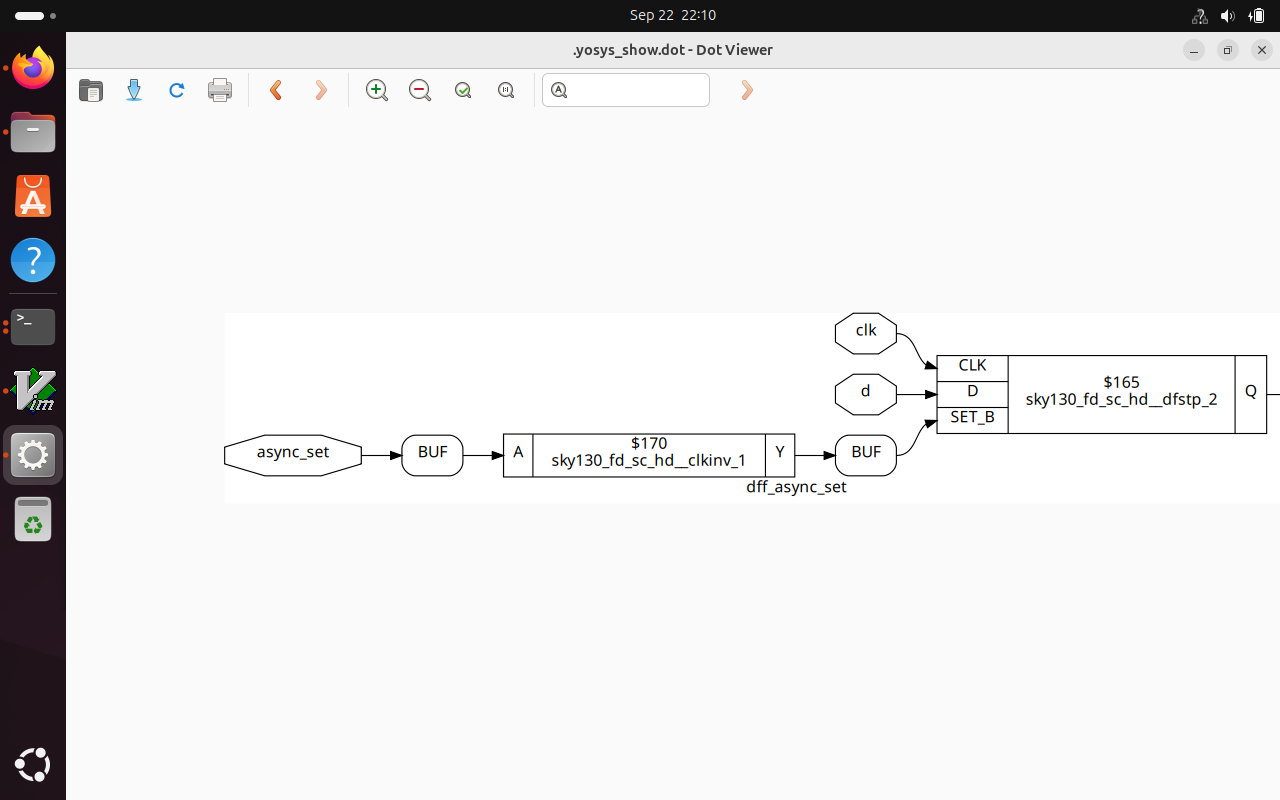 Sep 22 22:10
.yosys_show.dot - Dot Viewer
clk
CLK
$165
sky130_fd_sc_hd__dfstp_2
Q
d
D
SET_B
async_set
BUF
A
$170
sky130_fd_sc_hd__clkinv_1
Y
BUF
dff_async_set